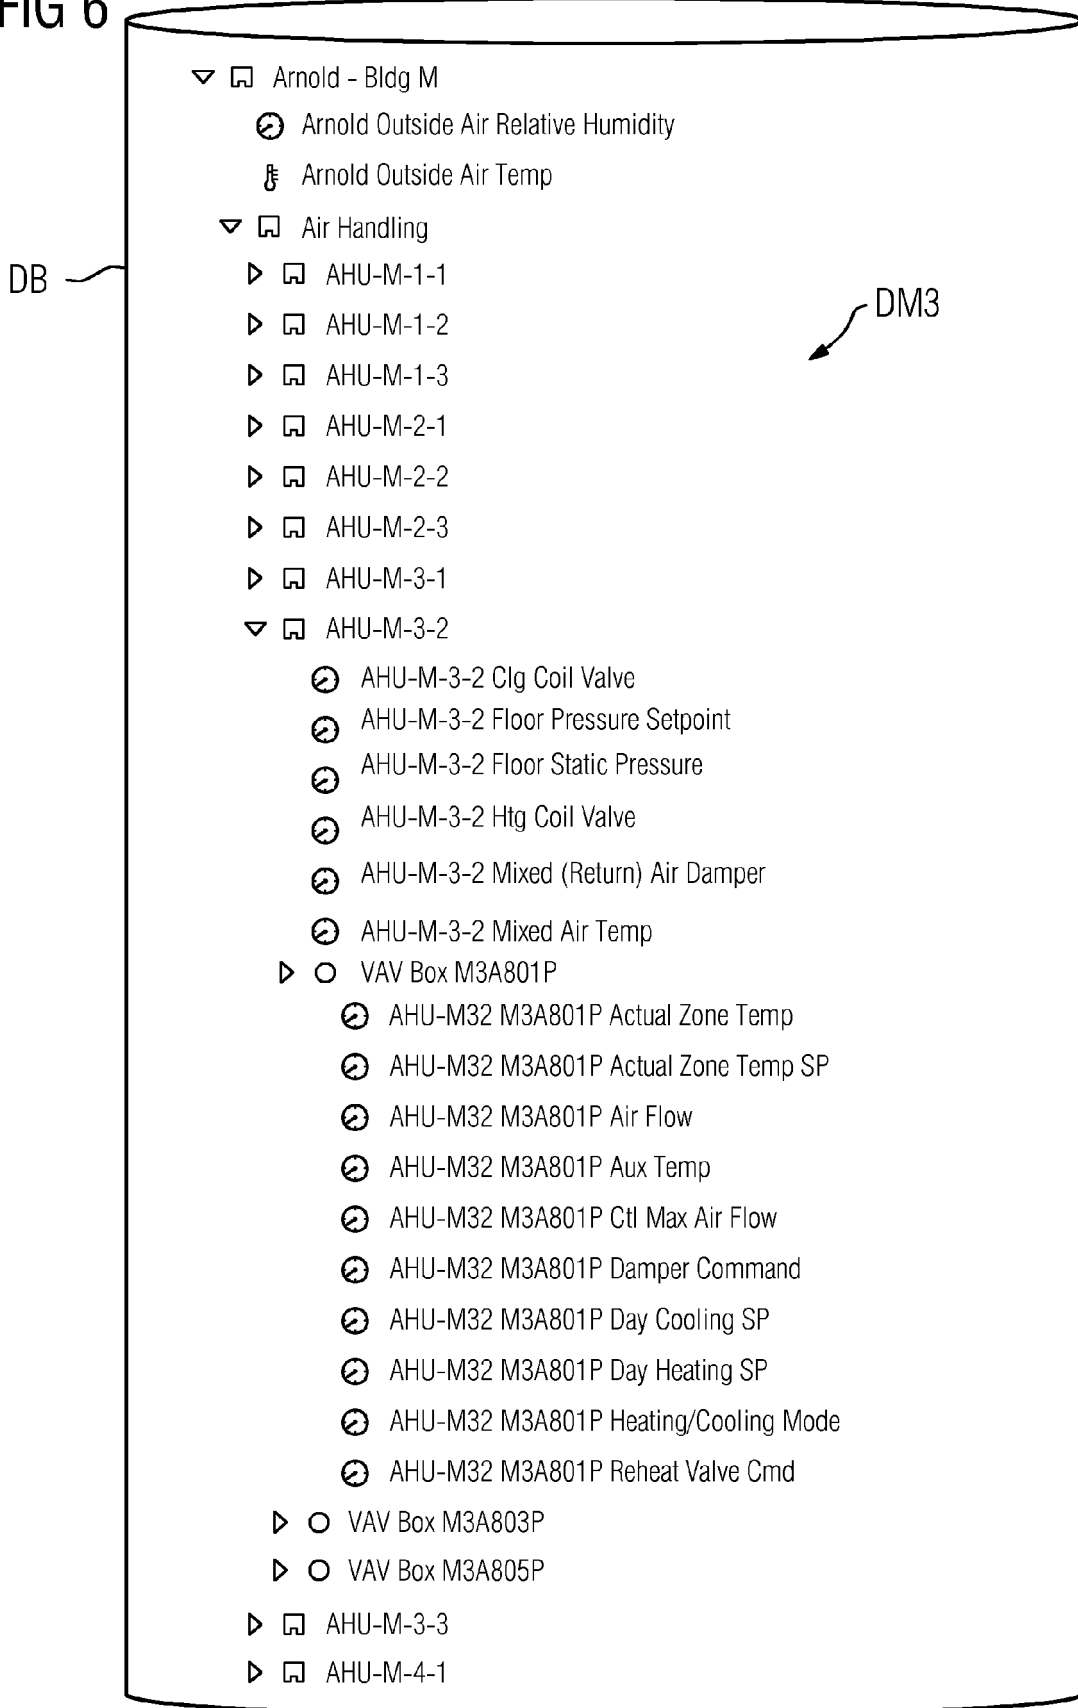 FIG 6
Arnold - Bldg M
Arnold Outside Air Relative Humidity
Arnold Outside Air Temp
Air Handling
DB
AHU-M-1-1
DM3
AHU-M-1-2
AHU-M-1-3
AHU-M-2-1
AHU-M-2-2
AHU-M-2-3
AHU-M-3-1
AHU-M-3-2
AHU-M-3-2 Clg Coil Valve
AHU-M-3-2 Floor Pressure Setpoint
AHU-M-3-2 Floor Static Pressure
AHU-M-3-2 Htg Coil Valve
AHU-M-3-2 Mixed (Return) Air Damper
AHU-M-3-2 Mixed Air Temp
VAV Box M3A801P
AHU-M32 M3A801P Actual Zone Temp
AHU-M32 M3A801P Actual Zone Temp SP
AHU-M32 M3A801P Air Flow
AHU-M32 M3A801P Aux Temp
AHU-M32 M3A801P Ctl Max Air Flow
AHU-M32 M3A801P Damper Command
AHU-M32 M3A801P Day Cooling SP
AHU-M32 M3A801P Day Heating SP
AHU-M32 M3A801P Heating/Cooling Mode
AHU-M32 M3A801P Reheat Valve Cmd
VAV Box M3A803P
VAV Box M3A805P
AHU-M-3-3
AHU-M-4-1